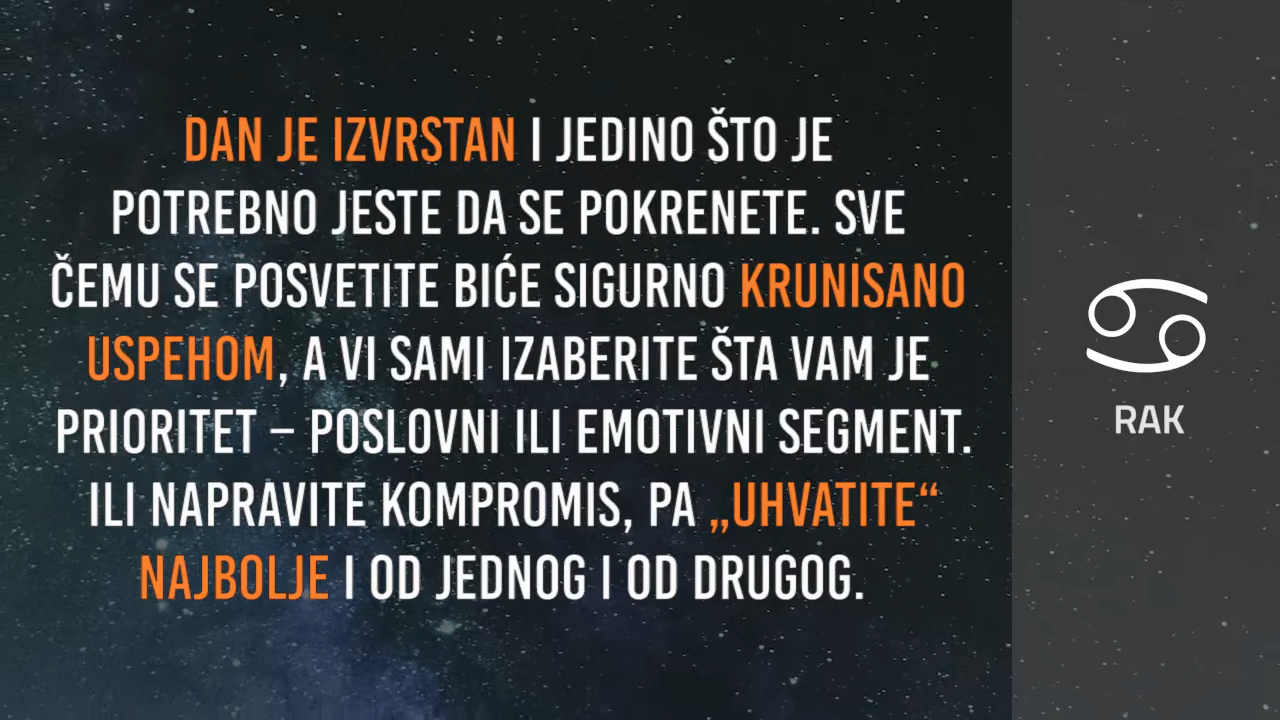 DAN JE IZVRSTAN I JEDINO ŠTO JE
POTREBNO JESTE DA SE POKRENETE. SVE
ČEMU SE POSVETITE BIĆE SIGURNO KRUNISANO
USPEHOM, A VI SAMI IZABERITE ŠTA VAM JE
PRIORITET – POSLOVNI ILI EMOTIVNI SEGMENT.
ILI NAPRAVITE KOMPROMIS, PA „UHVATITE“
NAJBOLJE I OD JEDNOG I OD DRUGOG.
RAK